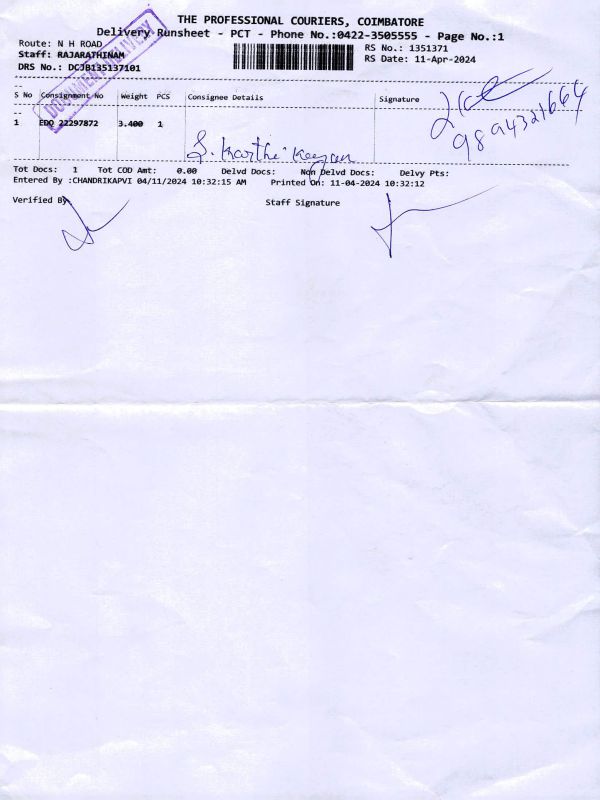 THE PROFESSIONAL COURIERS, COIMBATORE
Delivery Runsheet - PCT - Phone No.:0422-3505555 - Page No.:1
Route: N H ROAD
RS No.: 1351371
Staff: RAJARATHINAM
RS Date: 11-Apr-2024
DRS No.: DCJB135137101
DOCUMENT DELIVERY
S No Consignment No Weight PCS Consignee Details Signature
9894321664
1 EDO 22297872 3.400 1
S. Karthi Keyan
Tot Docs: 1 Tot COD Amt: 0.00 Delvd Docs: Non Delvd Docs: Delvy Pts:
Entered By :CHANDRIKAPVI 04/11/2024 10:32:15 AM Printed On: 11-04-2024 10:32:12
Verified By
Staff Signature